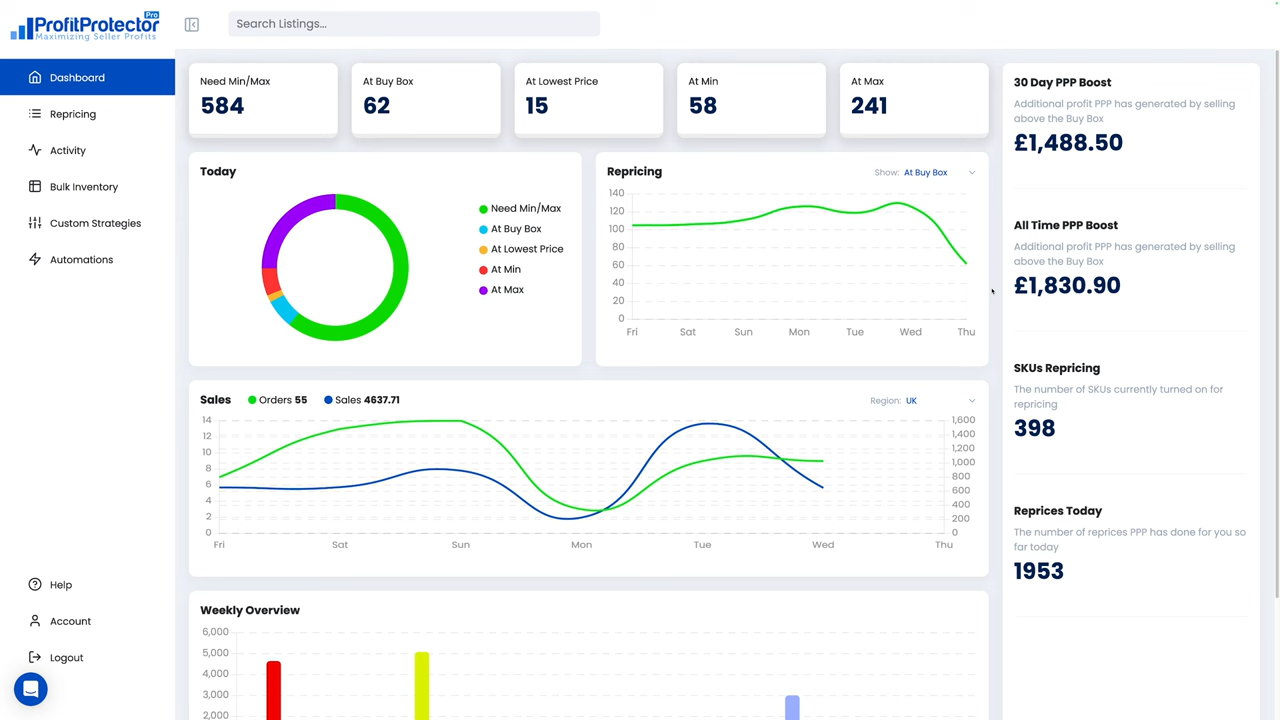 ProfitProtector Pro
Maximizing Seller Profits
Search Listings...
Dashboard
Repricing
Activity
Bulk Inventory
Custom Strategies
Automations
Help
Account
Logout
Need Min/Max
584
At Buy Box
62
At Lowest Price
15
At Min
58
At Max
241
Today
Need Min/Max
At Buy Box
At Lowest Price
At Min
At Max
Repricing
Show: At Buy Box
140
120
100
80
60
40
20
0
Fri Sat Sun Mon Tue Wed Thu
Sales Orders 55 Sales 4637.71
Region: UK
14
12
10
8
6
4
2
0
1,600
1,400
1,200
1,000
800
600
400
200
0
Fri Sat Sun Mon Tue Wed Thu
Weekly Overview
6,000
5,000
4,000
3,000
2,000
30 Day PPP Boost
Additional profit PPP has generated by selling
above the Buy Box
£1,488.50
All Time PPP Boost
Additional profit PPP has generated by selling
above the Buy Box
£1,830.90
SKUs Repricing
The number of SKUs currently turned on for
repricing
398
Reprices Today
The number of reprices PPP has done for you so
far today
1953